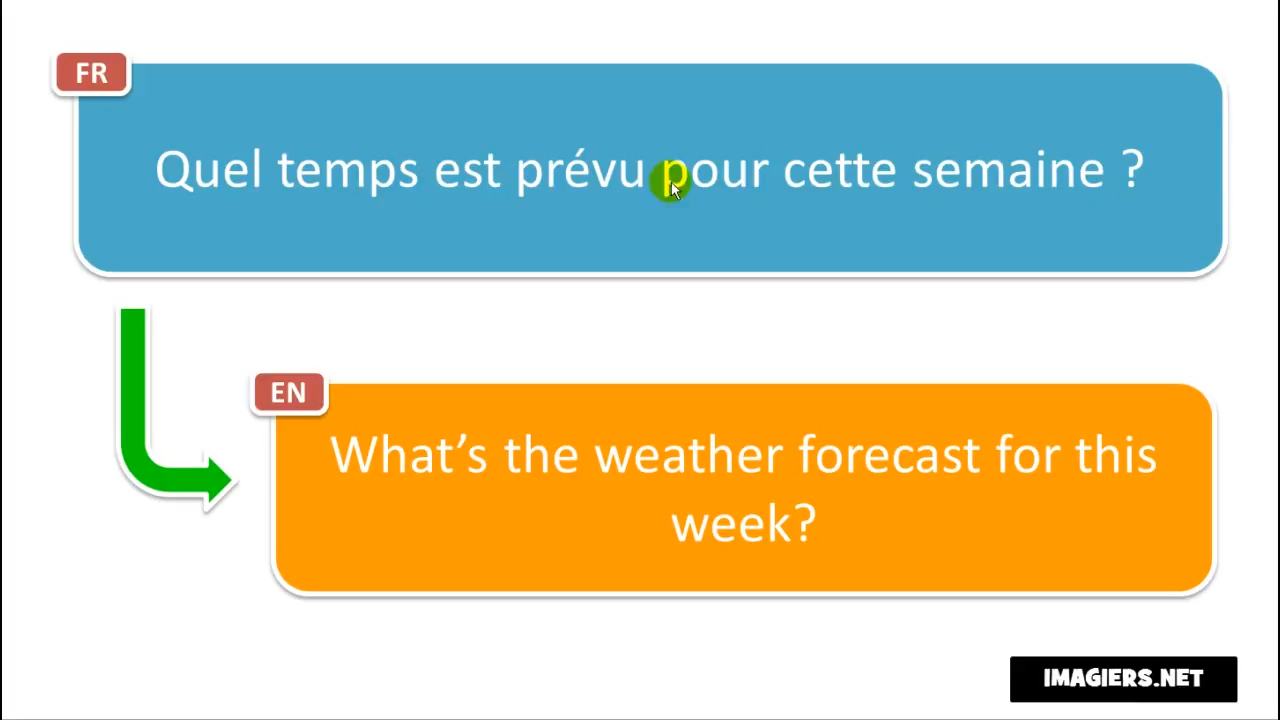 FR
Quel temps est prévu pour cette semaine ?
EN
What’s the weather forecast for this
week?
IMAGIERS.NET